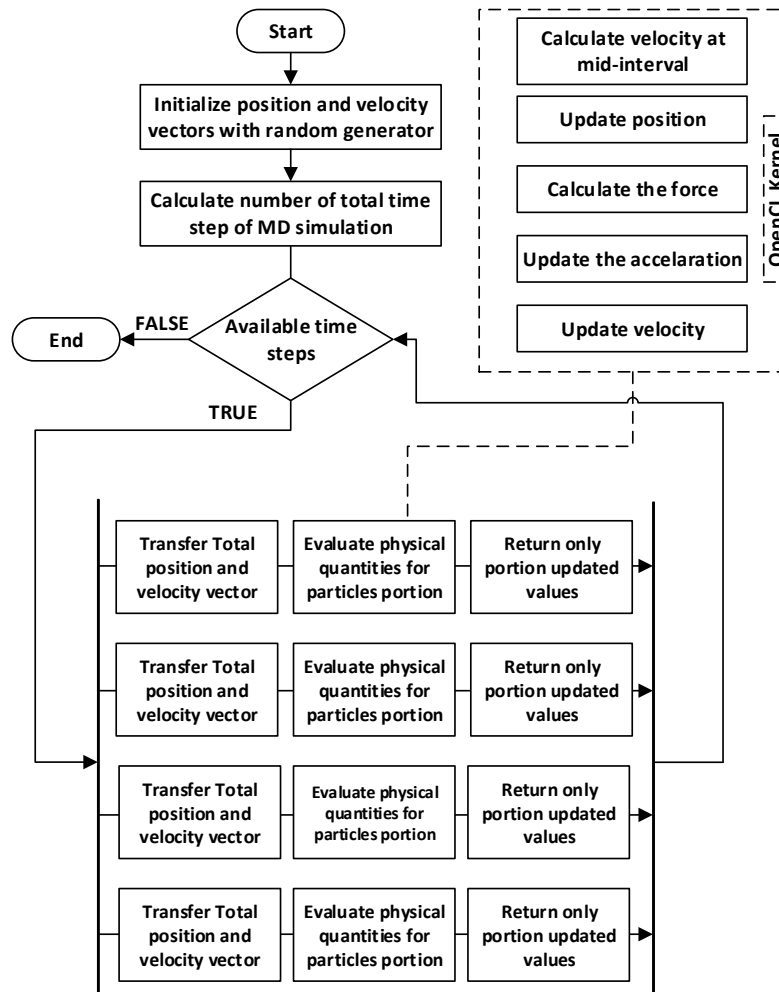 Start
Initialize position and velocity
vectors with random generator
Calculate number of total time
step of MD simulation
Available time
steps
FALSE
End
TRUE
Calculate velocity at
mid-interval
Update position
Calculate the force
Update the accelaration
Update velocity
OpenCL Kernel
Transfer Total
position and
velocity vector
Evaluate physical
quantities for
particles portion
Return only
portion updated
values
Transfer Total
position and
velocity vector
Evaluate physical
quantities for
particles portion
Return only
portion updated
values
Transfer Total
position and
velocity vector
Evaluate physical
quantities for
particles portion
Return only
portion updated
values
Transfer Total
position and
velocity vector
Evaluate physical
quantities for
particles portion
Return only
portion updated
values